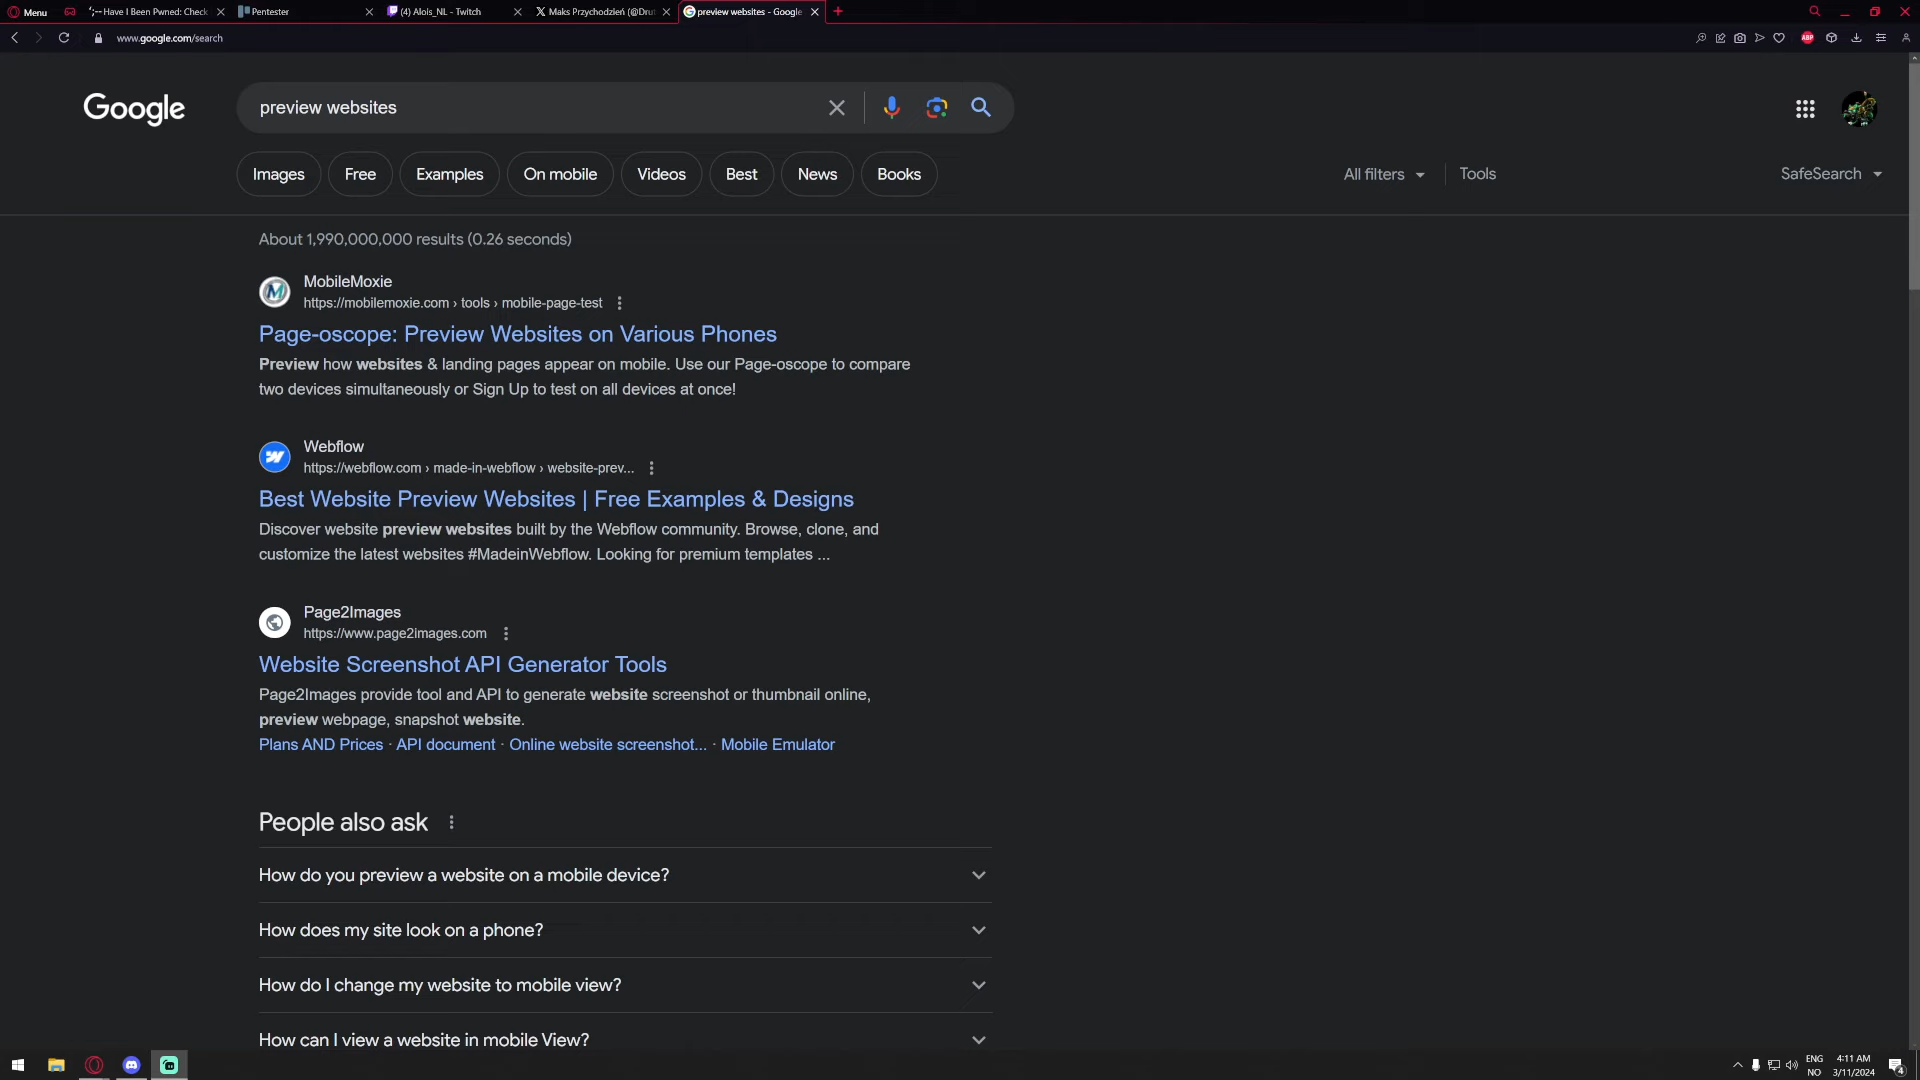 Menu
';--Have I Been Pwned: Check
Pentester
(4) Alois_NL - Twitch
Maks Przychodzień (@Drut
preview websites - Google
www.google.com/search
ABP
Google
preview websites
Images
Free
Examples
On mobile
Videos
Best
News
Books
All filters
Tools
SafeSearch
About 1,990,000,000 results (0.26 seconds)
MobileMoxie
https://mobilemoxie.com › tools › mobile-page-test
Page-oscope: Preview Websites on Various Phones
Preview how websites & landing pages appear on mobile. Use our Page-oscope to compare
two devices simultaneously or Sign Up to test on all devices at once!
Webflow
https://webflow.com › made-in-webflow › website-prev...
Best Website Preview Websites | Free Examples & Designs
Discover website preview websites built by the Webflow community. Browse, clone, and
customize the latest websites #MadeinWebflow. Looking for premium templates ...
Page2Images
https://www.page2images.com
Website Screenshot API Generator Tools
Page2Images provide tool and API to generate website screenshot or thumbnail online,
preview webpage, snapshot website.
Plans AND Prices · API document · Online website screenshot... · Mobile Emulator
People also ask
How do you preview a website on a mobile device?
How does my site look on a phone?
How do I change my website to mobile view?
How can I view a website in mobile View?
ENG
NO
4:11 AM
3/11/2024
4